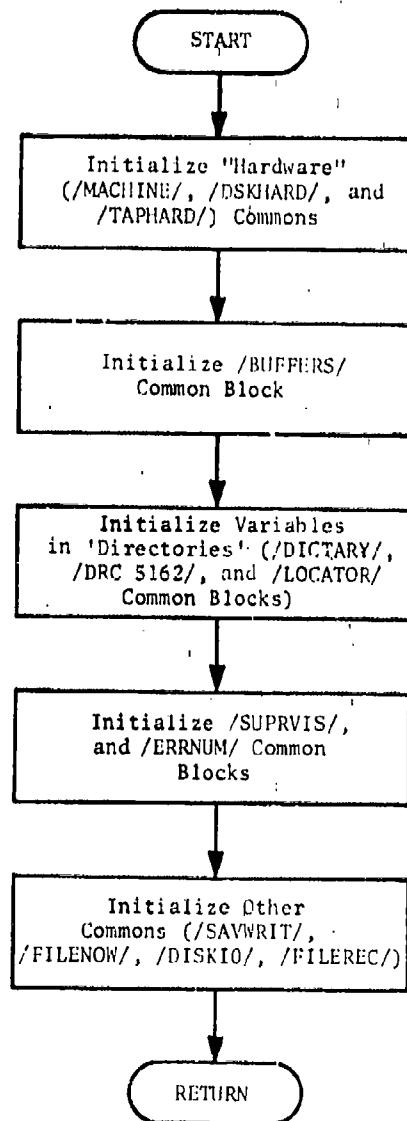 START
Initialize "Hardware"
(/MACHINE/, /DSKHARD/, and
/TAPHARD/) Commons
Initialize /BUFFERS/
Common Block
Initialize Variables
in 'Directories' (/DICTARY/,
/DRC 5162/, and /LOCATOR/
Common Blocks)
Initialize /SUPRVIS/,
and /ERRNUM/ Common
Blocks
Initialize Other
Commons (/SAVWRIT/,
/FILENOW/, /DISKIO/, /FILEREC/)
RETURN